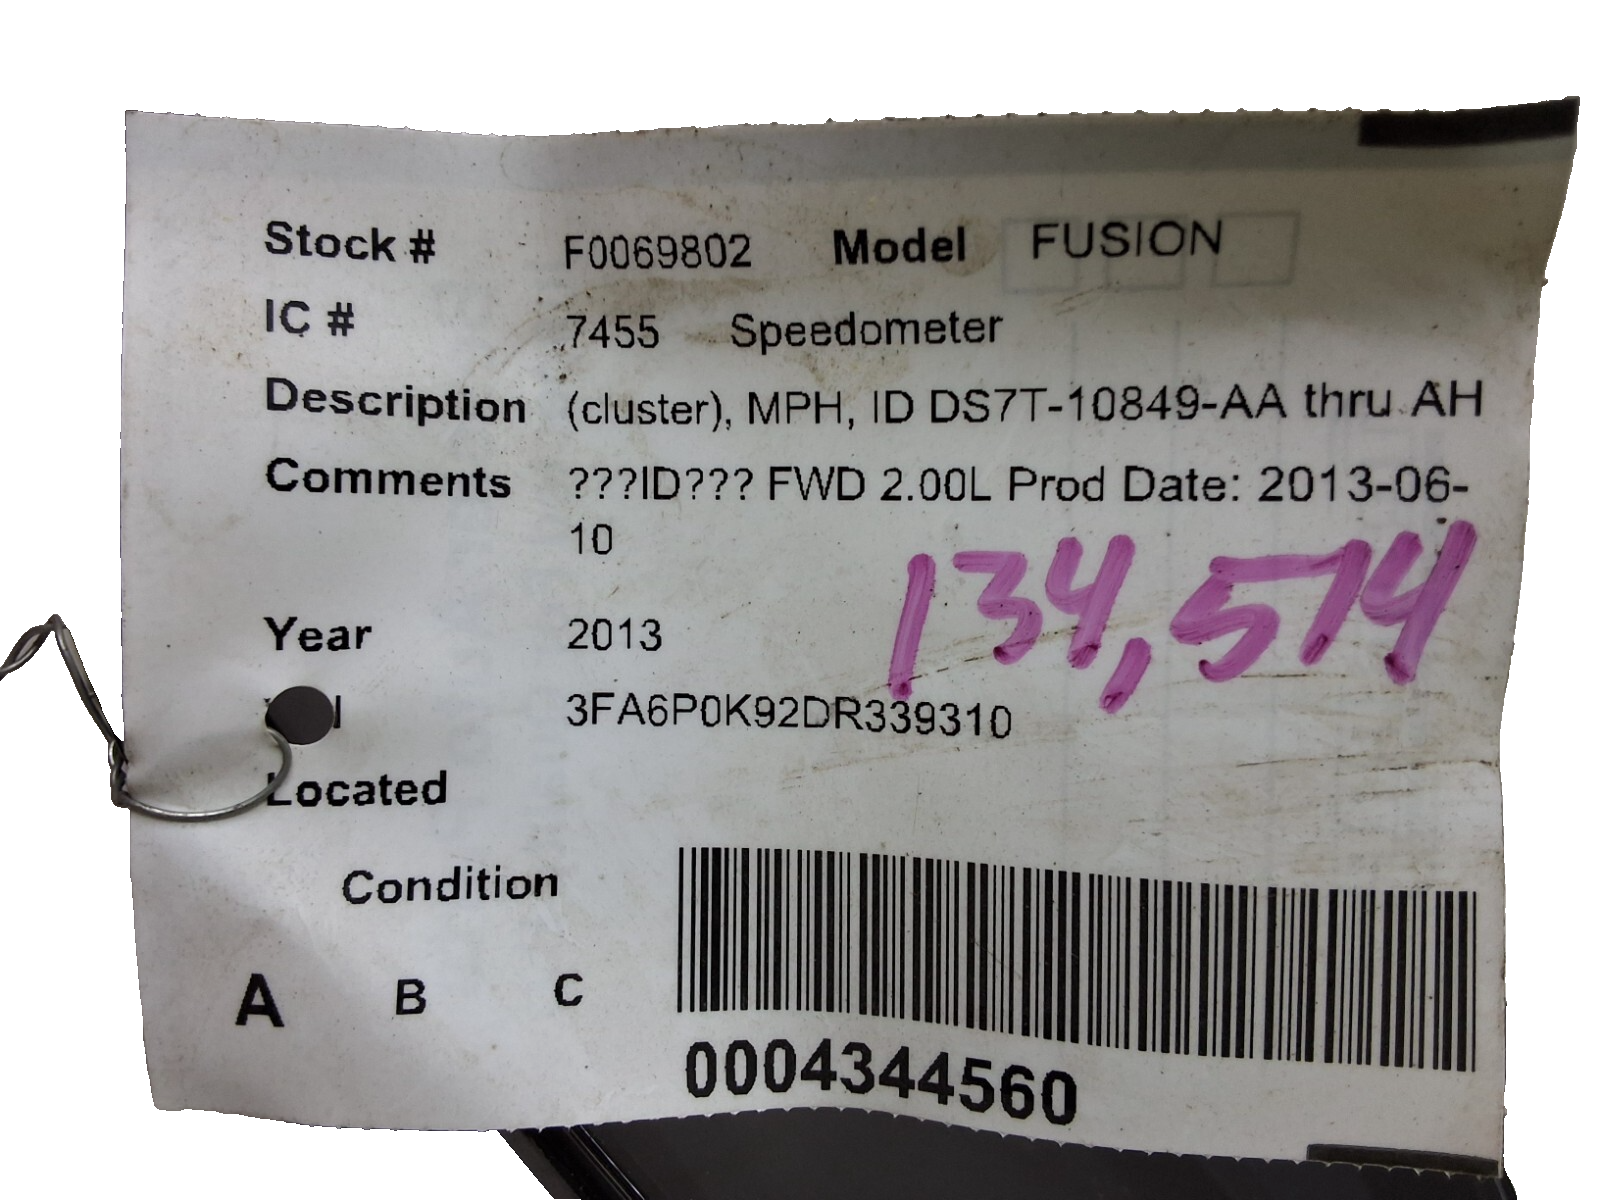 Stock # F0069802 Model FUSION
IC # 7455 Speedometer
Description (cluster), MPH, ID DS7T-10849-AA thru AH
Comments ???ID??? FWD 2.00L Prod Date: 2013-06-
10
134,514
Year 2013
3FA6P0K92DR339310
Located
Condition
A B C
0004344560